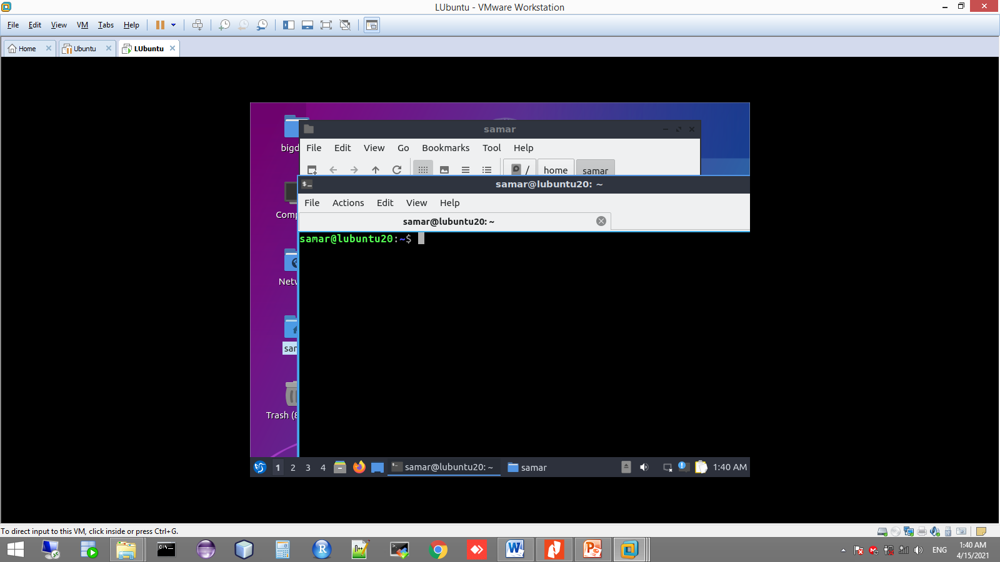 LUbuntu - VMware Workstation
File Edit View VM Tabs Help
Home Ubuntu LUbuntu
samar
File Edit View Go Bookmarks Tool Help
/ home samar
samar@lubuntu20: ~
File Actions Edit View Help
samar@lubuntu20: ~
samar@lubuntu20:~$
bigd
Comp
Netw
sar
Trash (8
1 2 3 4 samar@lubuntu20: ~ samar 1:40 AM
To direct input to this VM, click inside or press Ctrl+G.
ENG 1:40 AM
4/15/2021